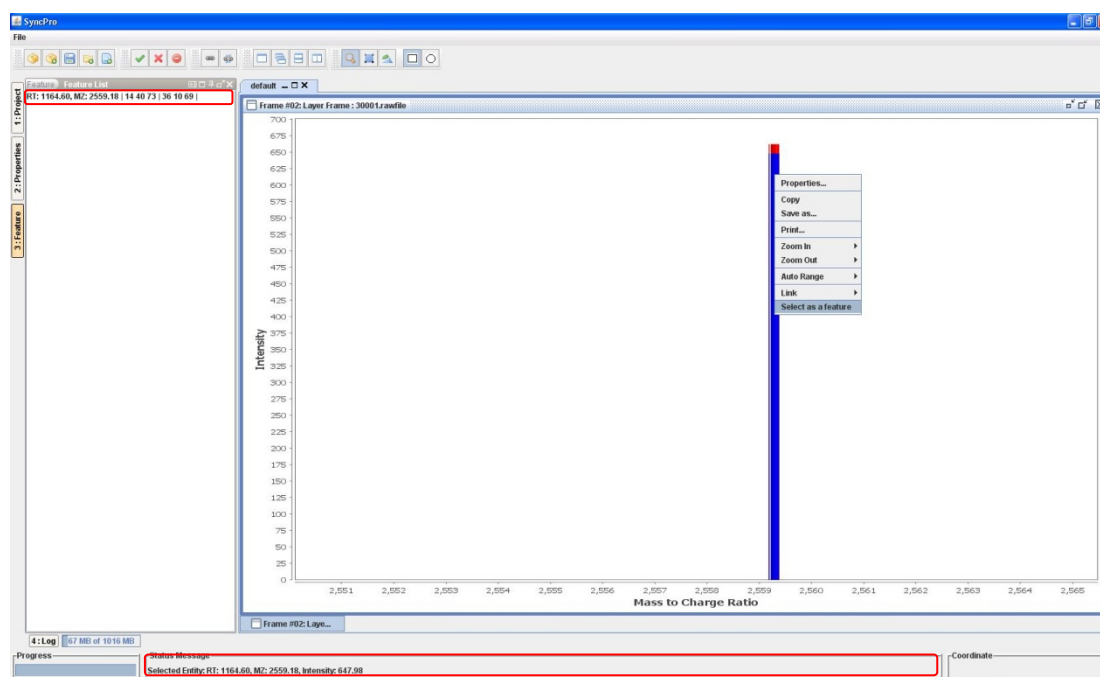 SyncPro
File
Feature Feature List
RT: 1164.60, MZ: 2559.18 | 14 40 73 | 36 10 69 |
1 : Project
2 : Properties
3 : Feature
default
Frame #02: Layer Frame : 30001.rawfile
700
675
650
625
600
575
550
525
500
475
450
425
400
375
350
325
300
275
250
225
200
175
150
125
100
75
50
25
0
Intensity
Properties...
Copy
Save as...
Print...
Zoom In
Zoom Out
Auto Range
Link
Select as a feature
2,551 2,552 2,553 2,554 2,555 2,556 2,557 2,558 2,559 2,560 2,561 2,562 2,563 2,564 2,565
Mass to Charge Ratio
Frame #02: Laye...
4 : Log 67 MB of 1016 MB
Progress Status Message Coordinate
Selected Entity: RT: 1164.60, MZ: 2559.18, Intensity: 647.98